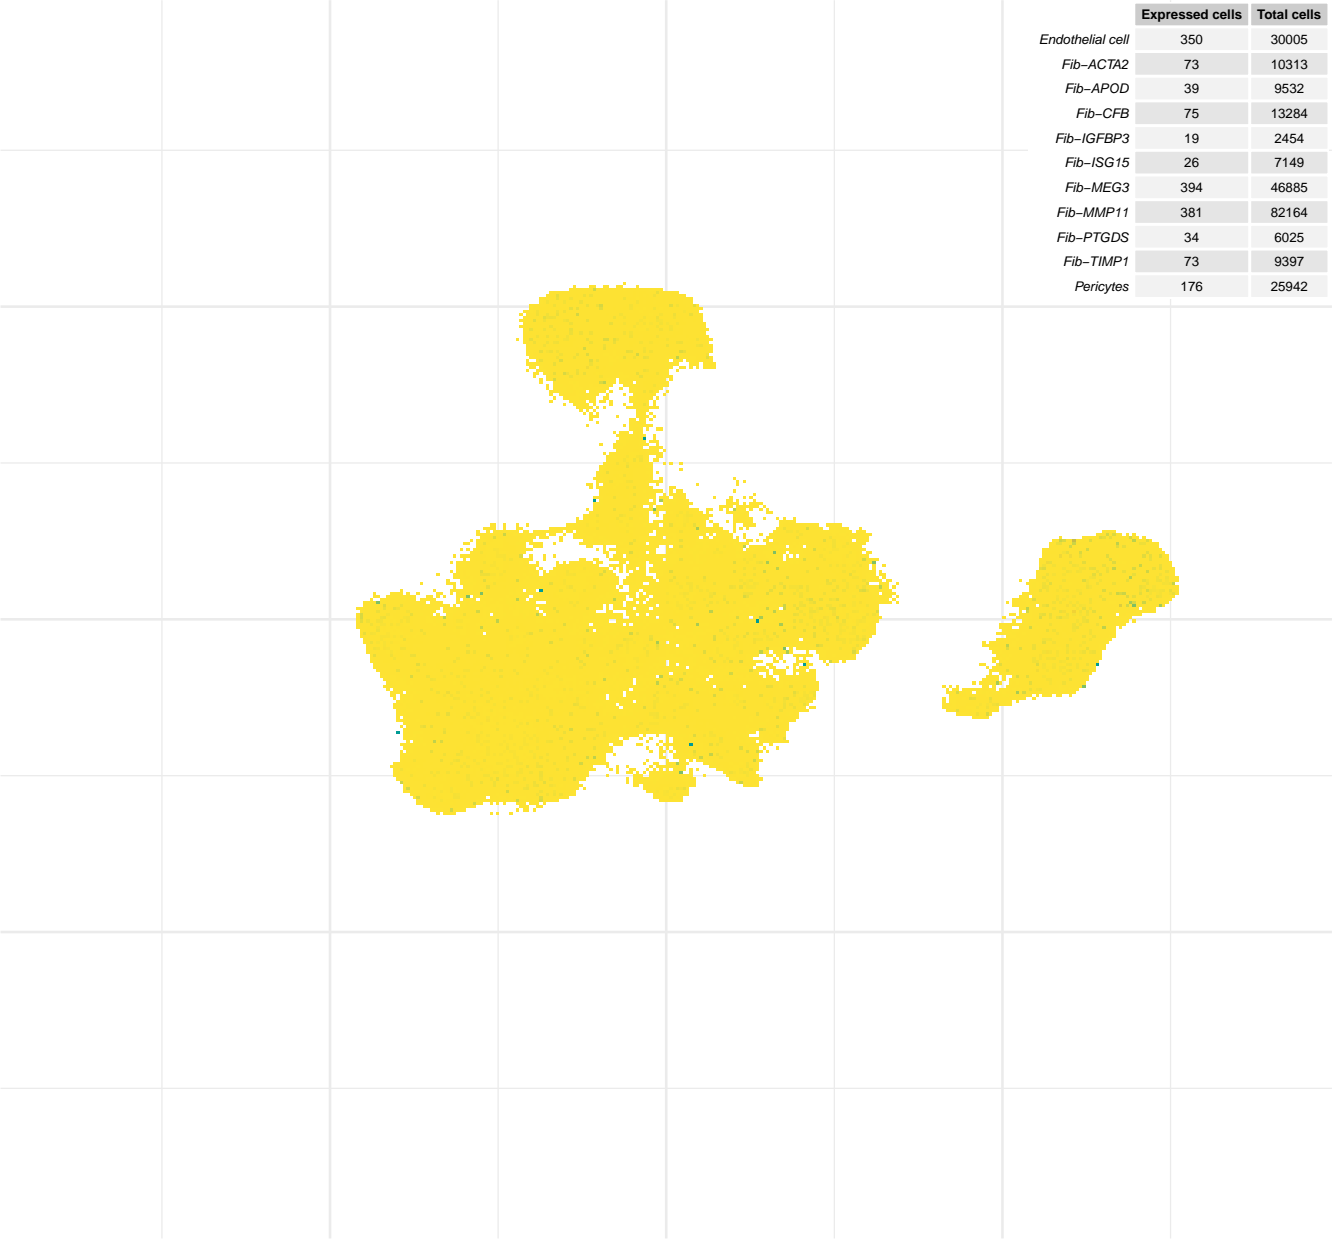 Expressed cells Total cells
Endothelial cell 350 30005
Fib−ACTA2 73 10313
Fib−APOD 39 9532
Fib−CFB 75 13284
Fib−IGFBP3 19 2454
Fib−ISG15 26 7149
Fib−MEG3 394 46885
Fib−MMP11 381 82164
Fib−PTGDS 34 6025
Fib−TIMP1 73 9397
Pericytes 176 25942